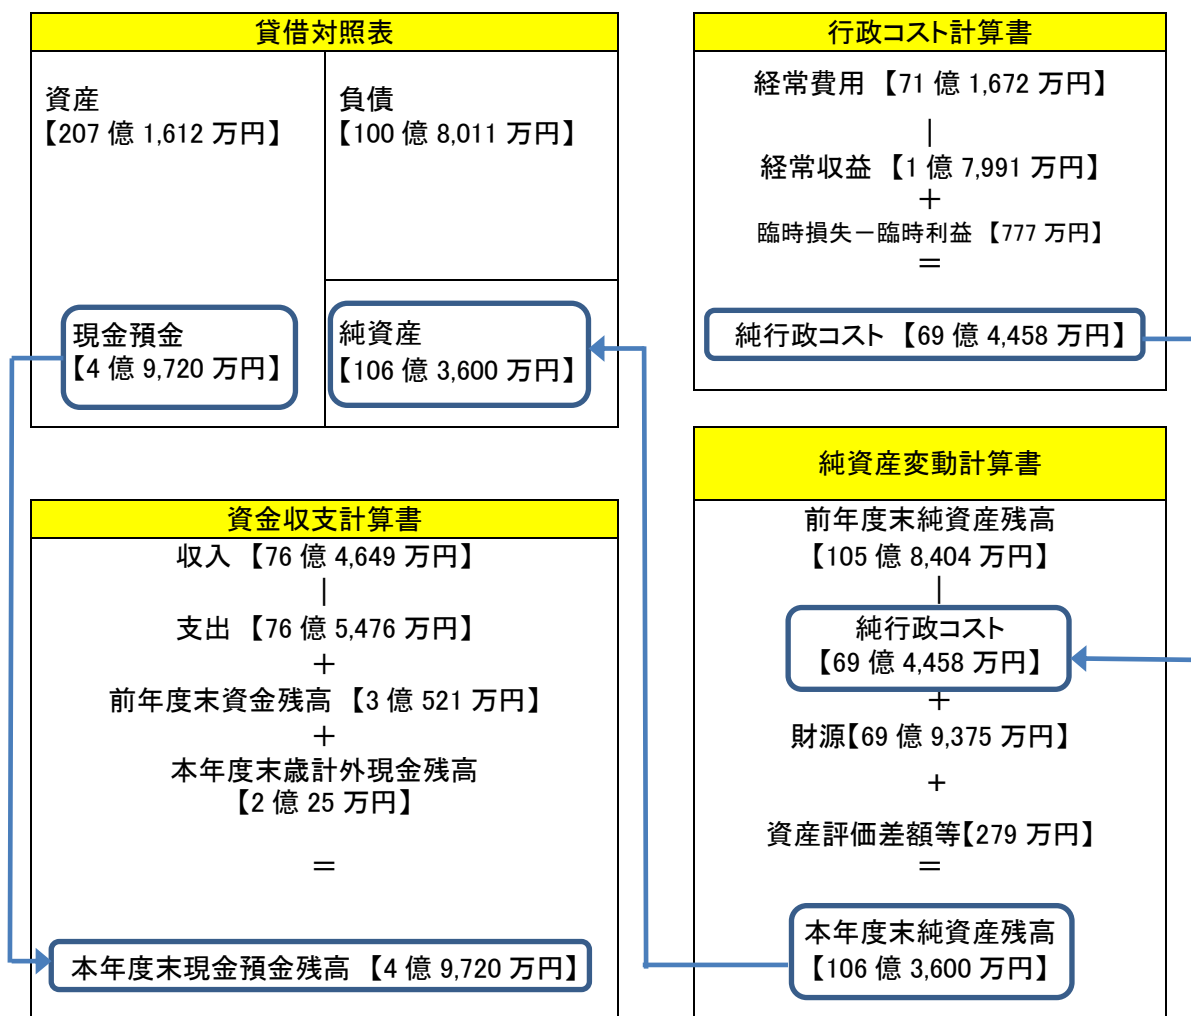 貸借対照表
資産
【207 億 1,612 万円】
負債
【100 億 8,011 万円】
現金預金
【4 億 9,720 万円】
純資産
【106 億 3,600 万円】
行政コスト計算書
経常費用 【71 億 1,672 万円】
|
経常収益 【1 億 7,991 万円】
＋
臨時損失－臨時利益 【777 万円】
＝
純行政コスト 【69 億 4,458 万円】
資金収支計算書
収入 【76 億 4,649 万円】
|
支出 【76 億 5,476 万円】
＋
前年度末資金残高 【3 億 521 万円】
＋
本年度末歳計外現金残高
【2 億 25 万円】
＝
本年度末現金預金残高 【4 億 9,720 万円】
純資産変動計算書
前年度末純資産残高
【105 億 8,404 万円】
|
純行政コスト
【69 億 4,458 万円】
＋
財源【69 億 9,375 万円】
＋
資産評価差額等【279 万円】
＝
本年度末純資産残高
【106 億 3,600 万円】